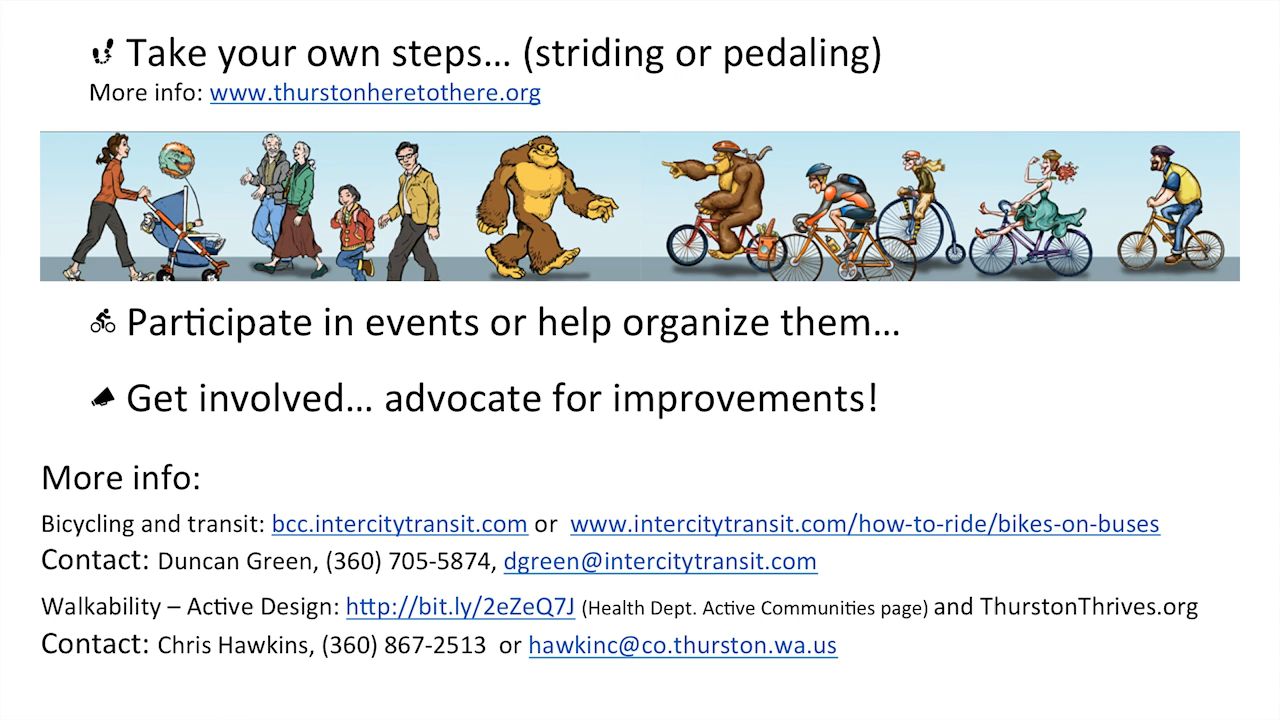 Take your own steps... (striding or pedaling)
More info: www.thurstonheretothere.org
Participate in events or help organize them...
Get involved... advocate for improvements!
More info:
Bicycling and transit: bcc.intercitytransit.com or www.intercitytransit.com/how-to-ride/bikes-on-buses
Contact: Duncan Green, (360) 705-5874, dgreen@intercitytransit.com
Walkability – Active Design: http://bit.ly/2eZeQ7J (Health Dept. Active Communities page) and ThurstonThrives.org
Contact: Chris Hawkins, (360) 867-2513 or hawkinc@co.thurston.wa.us